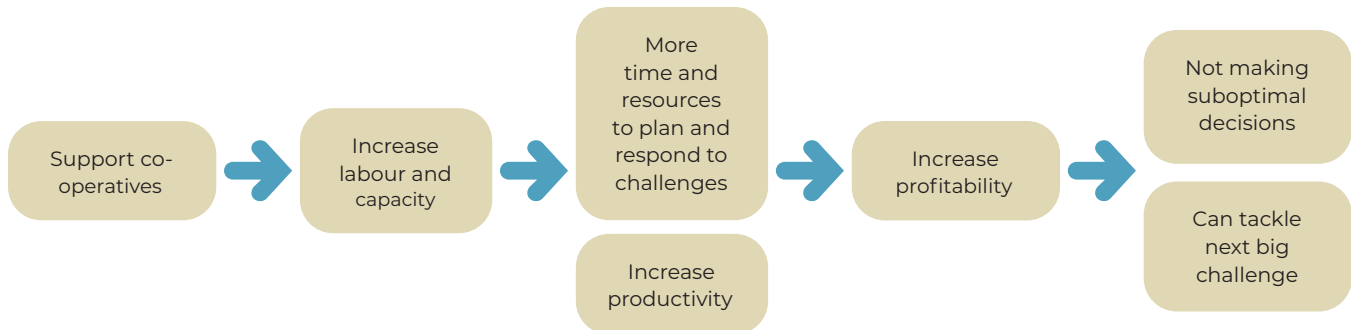 Support co-
operatives
Increase
labour and
capacity
More
time and
resources
to plan and
respond to
challenges
Increase
productivity
Increase
profitability
Not making
suboptimal
decisions
Can tackle
next big
challenge